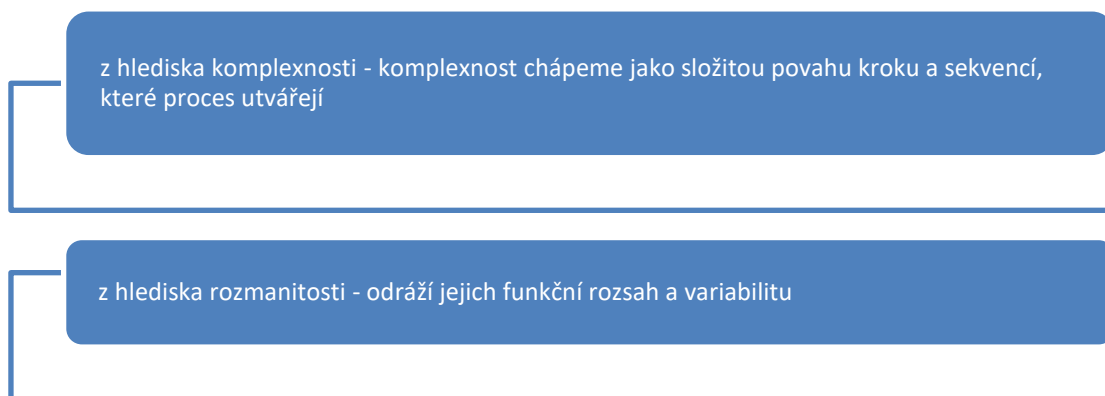 z hlediska komplexnosti - komplexnost chápeme jako složitou povahu kroku a sekvencí,
které proces utvářejí
z hlediska rozmanitosti - odráží jejich funkční rozsah a variabilitu